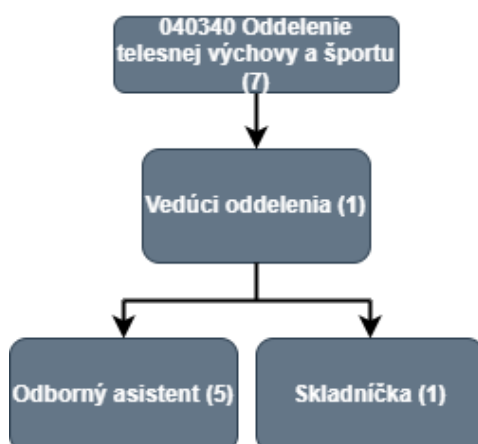 040340 Oddelenie
telesnej výchovy a športu
(7)
Vedúci oddelenia (1)
Odborný asistent (5)
Skladníčka (1)